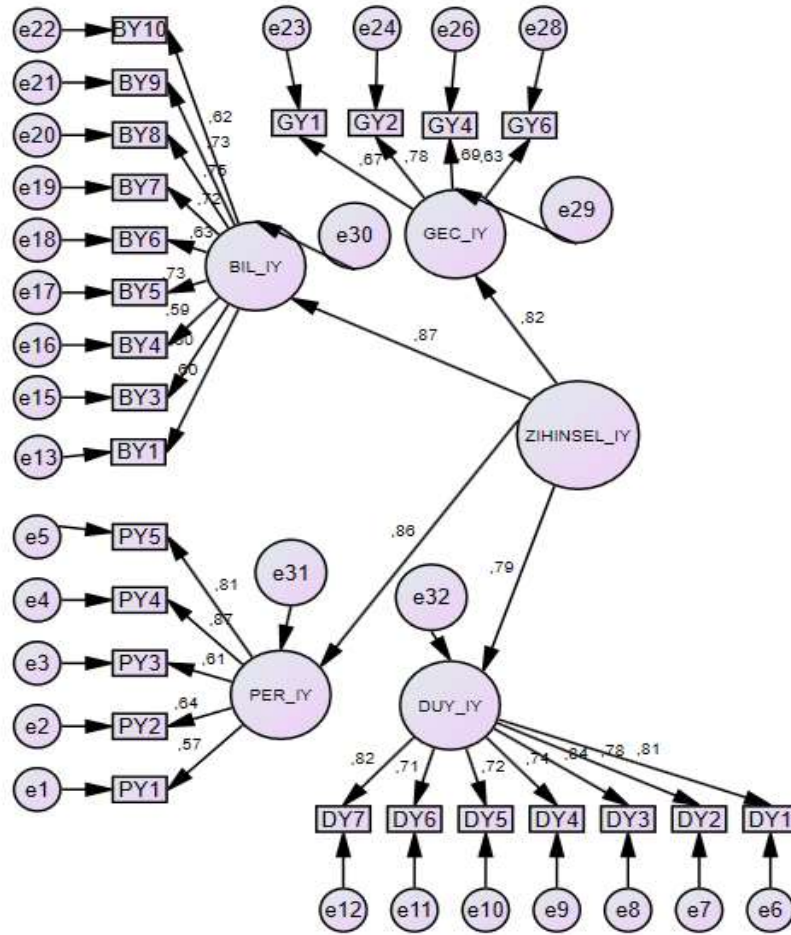 e22 BY10
e21 BY9
e20 BY8
e19 BY7
e18 BY6
e17 BY5
e16 BY4
e15 BY3
e13 BY1
,62
,73
,75
,72
,63
,73
,59
,60
BIL_IY
e30
e23 e24 e26 e28
GY1 GY2 GY4 GY6
,67 ,78 ,69 ,63
GEC_IY
e29
,87
,82
ZIHINSEL_IY
,86
,79
e5 PY5
e4 PY4
e3 PY3
e2 PY2
e1 PY1
,81
,87
,61
,64
,57
e31
PER_IY
e32
DUY_IY
,82 ,71 ,72 ,74 ,84 ,78 ,81
DY7 DY6 DY5 DY4 DY3 DY2 DY1
e12 e11 e10 e9 e8 e7 e6